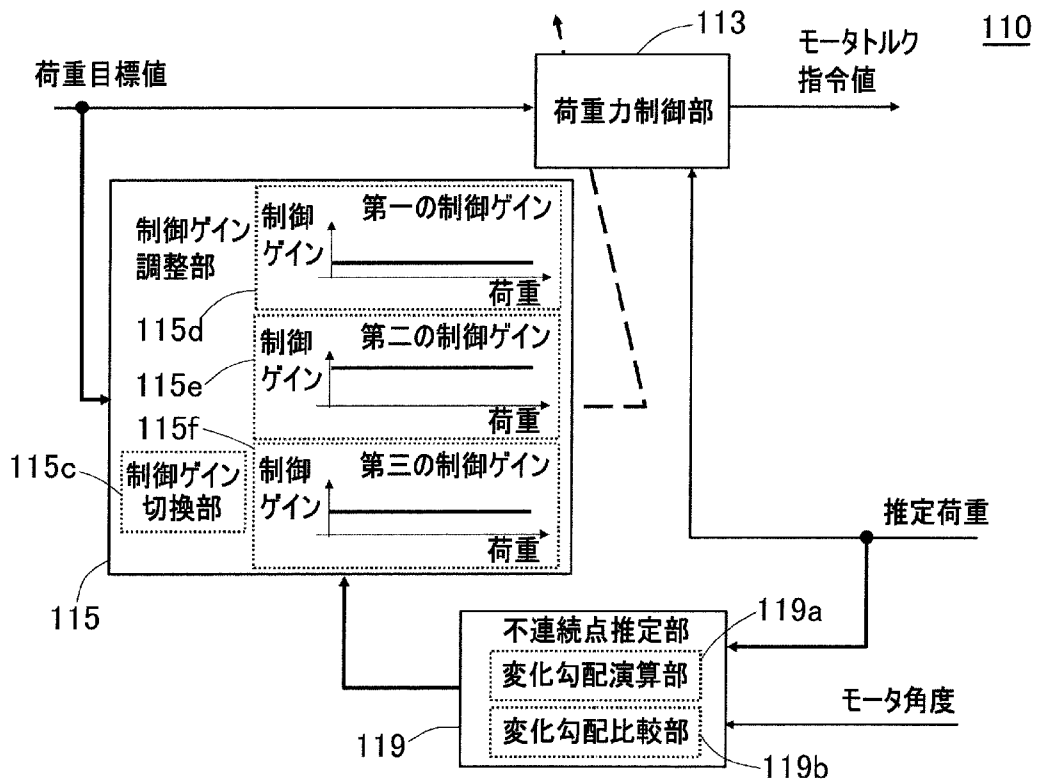 110
113
モータトルク
指令値
荷重目標値
荷重力制御部
制御ゲイン
調整部
第一の制御ゲイン
制御
ゲイン
荷重
115d
第二の制御ゲイン
制御
ゲイン
荷重
115e
115f
第三の制御ゲイン
制御
ゲイン
荷重
115c
制御ゲイン
切換部
推定荷重
115
119a
不連続点推定部
変化勾配演算部
モータ角度
変化勾配比較部
119
119b